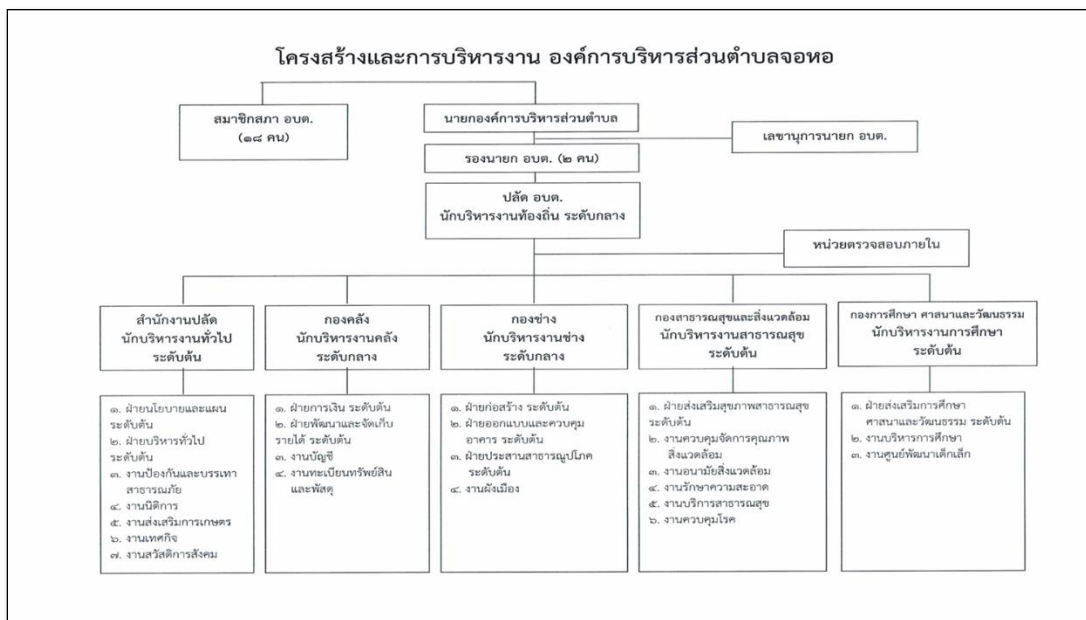 โครงสร้างและการบริหารงาน องค์การบริหารส่วนตำบลจอหอ
สมาชิกสภา อบต.
(๑๘ คน)
นายกองค์การบริหารส่วนตำบล
เลขานุการนายก อบต.
รองนายก อบต. (๒ คน)
ปลัด อบต.
นักบริหารงานท้องถิ่น ระดับกลาง
หน่วยตรวจสอบภายใน
สำนักงานปลัด
นักบริหารงานทั่วไป
ระดับต้น
กองคลัง
นักบริหารงานคลัง
ระดับกลาง
กองช่าง
นักบริหารงานช่าง
ระดับกลาง
กองสาธารณสุขและสิ่งแวดล้อม
นักบริหารงานสาธารณสุข
ระดับต้น
กองการศึกษา ศาสนาและวัฒนธรรม
นักบริหารงานการศึกษา
ระดับต้น
๑. ฝ่ายนโยบายและแผน
ระดับต้น
๒. ฝ่ายบริหารทั่วไป
ระดับต้น
๓. งานป้องกันและบรรเทา
สาธารณภัย
๔. งานนิติการ
๕. งานส่งเสริมการเกษตร
๖. งานเทศกิจ
๗. งานสวัสดิการสังคม
๑. ฝ่ายการเงิน ระดับต้น
๒. ฝ่ายพัฒนาและจัดเก็บ
รายได้ ระดับต้น
๓. งานบัญชี
๔. งานทะเบียนทรัพย์สิน
และพัสดุ
๑. ฝ่ายก่อสร้าง ระดับต้น
๒. ฝ่ายออกแบบและควบคุม
อาคาร ระดับต้น
๓. ฝ่ายประสานสาธารณูปโภค
ระดับต้น
๔. งานผังเมือง
๑. ฝ่ายส่งเสริมสุขภาพสาธารณสุข
ระดับต้น
๒. งานควบคุมจัดการคุณภาพ
สิ่งแวดล้อม
๓. งานอนามัยสิ่งแวดล้อม
๔. งานรักษาความสะอาด
๕. งานบริการสาธารณสุข
๖. งานควบคุมโรค
๑. ฝ่ายส่งเสริมการศึกษา
ศาสนาและวัฒนธรรม ระดับต้น
๒. งานบริหารการศึกษา
๓. งานศูนย์พัฒนาเด็กเล็ก